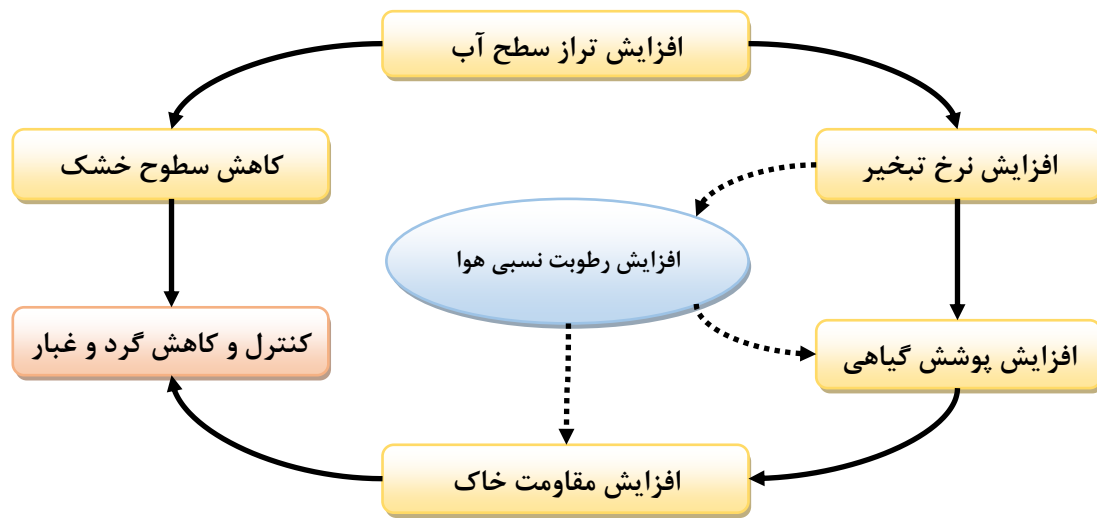 افزایش تراز سطح آب
افزایش نرخ تبخیر
کاهش سطوح خشک
افزایش رطوبت نسبی هوا
افزایش پوشش گیاهی
کنترل و کاهش گرد و غبار
افزایش مقاومت خاک